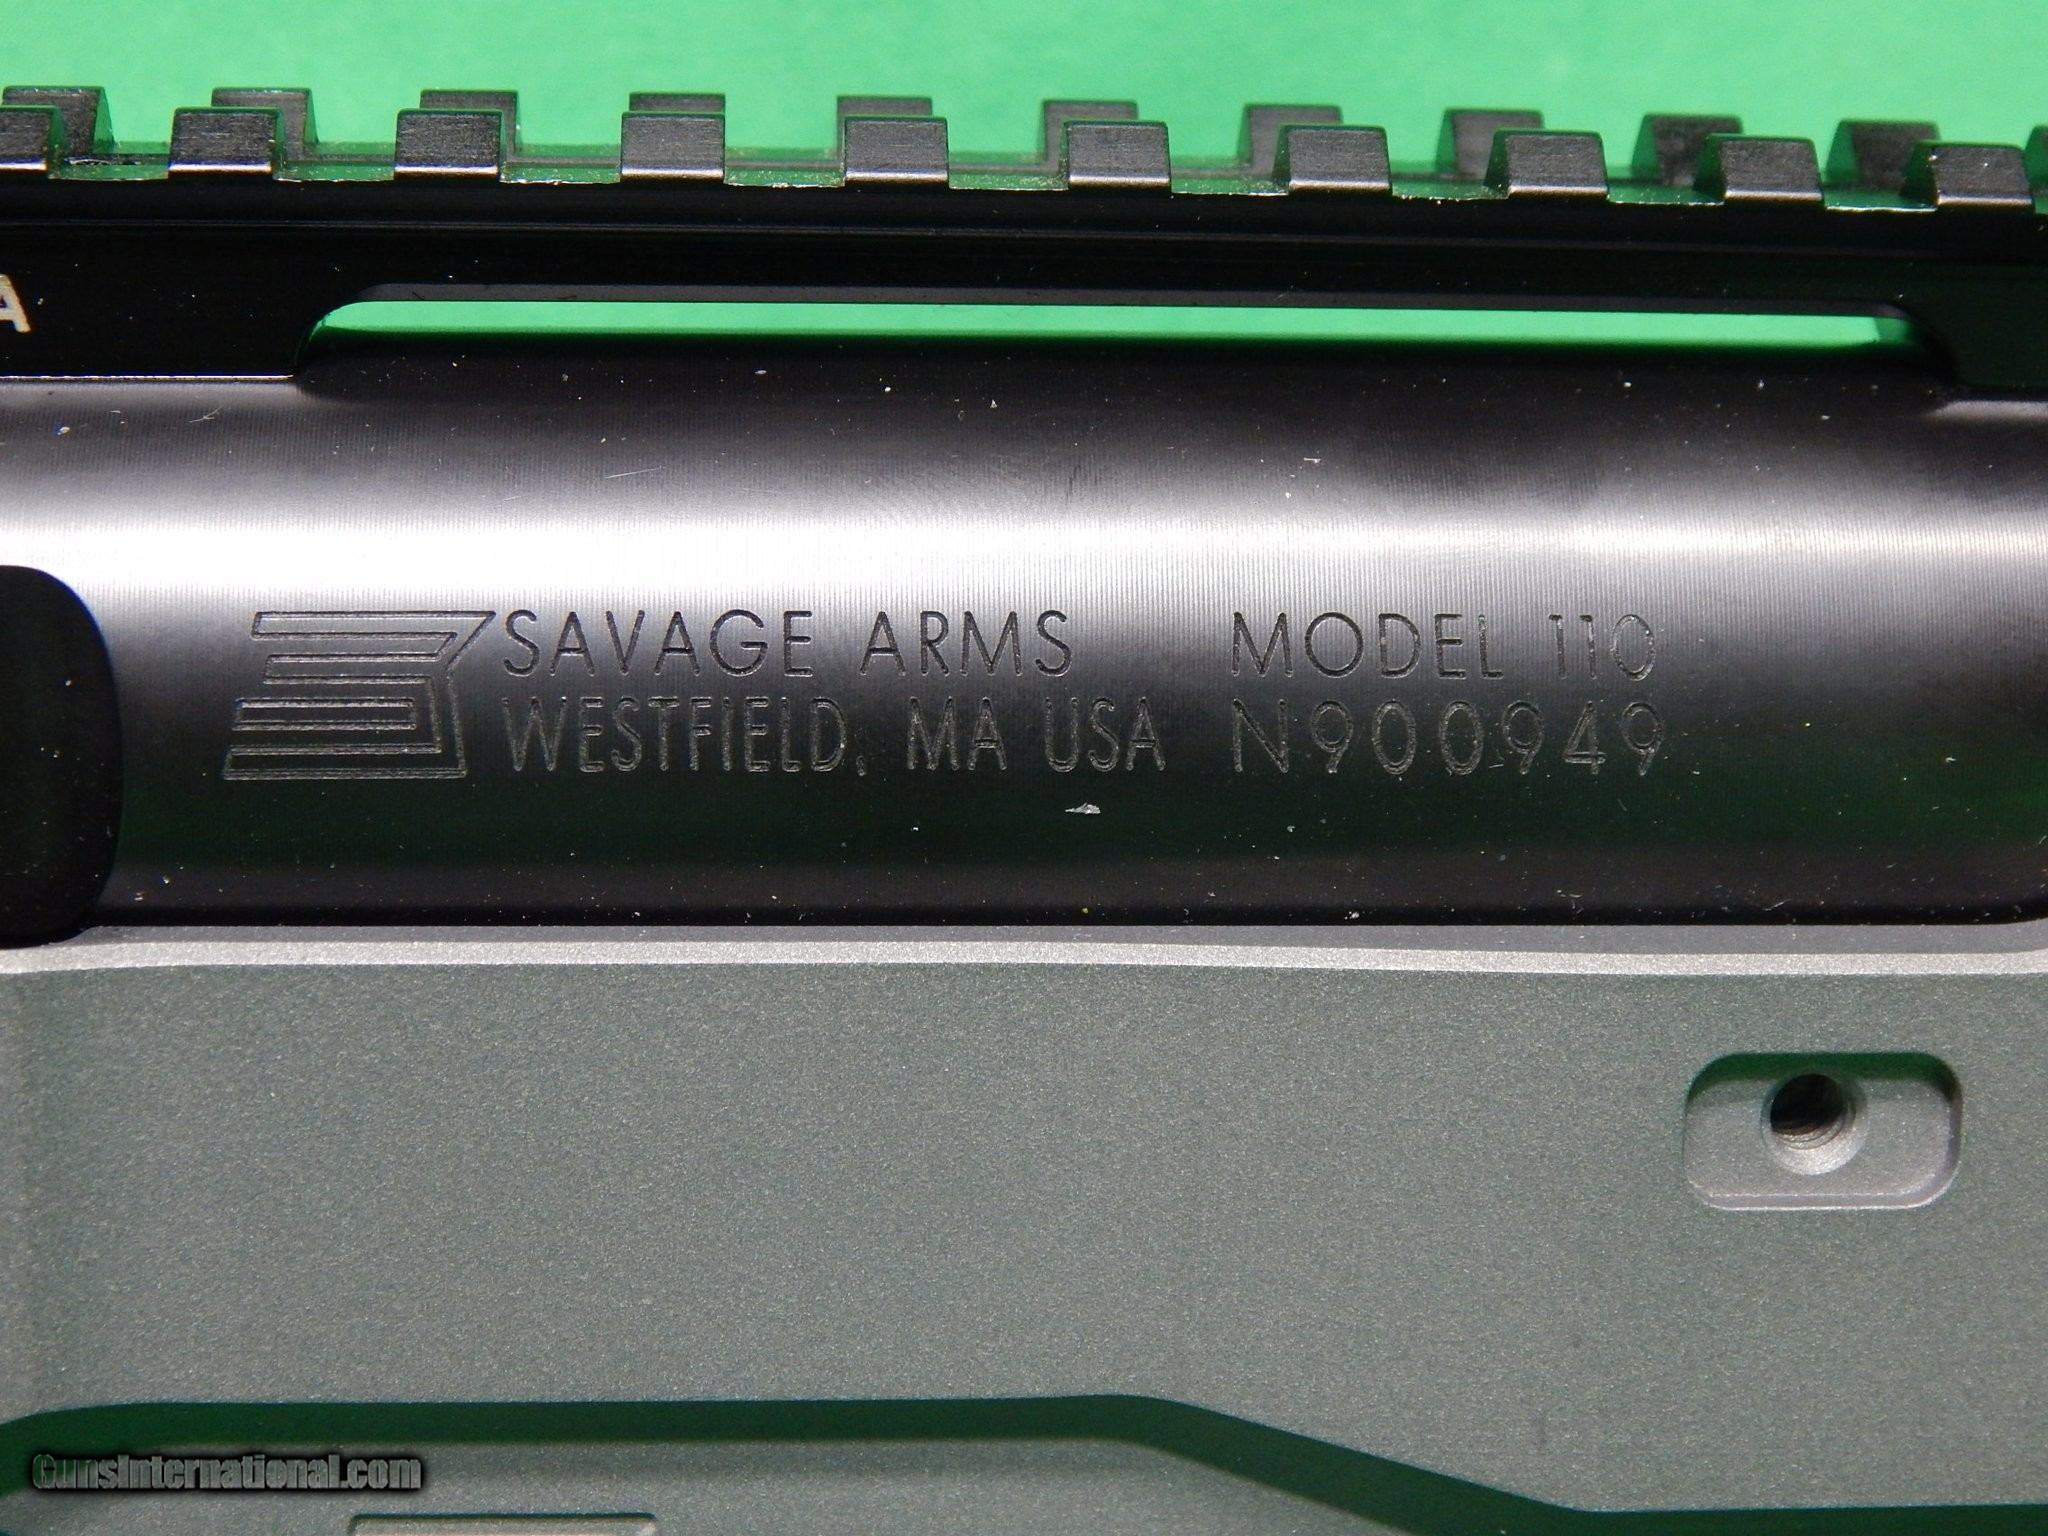 A
SAVAGE ARMS MODEL 110
WESTFIELD, MA USA N900949
GunsInternational.com